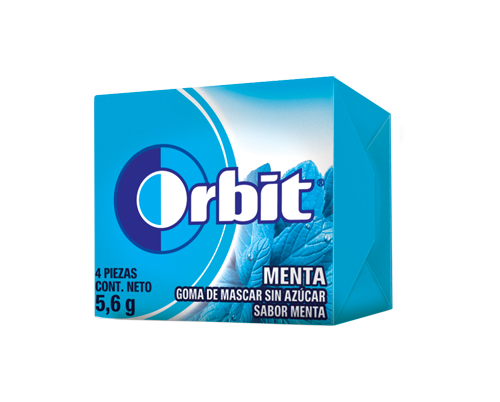 Orbit®
4 PIEZAS
CONT. NETO
5,6 g
MENTA
GOMA DE MASCAR SIN AZÚCAR
SABOR MENTA